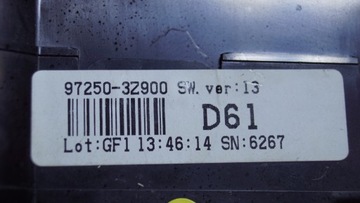 97250-3Z900 SW. ver:13
D61
Lot:GF1 13:46:14 SN:6267